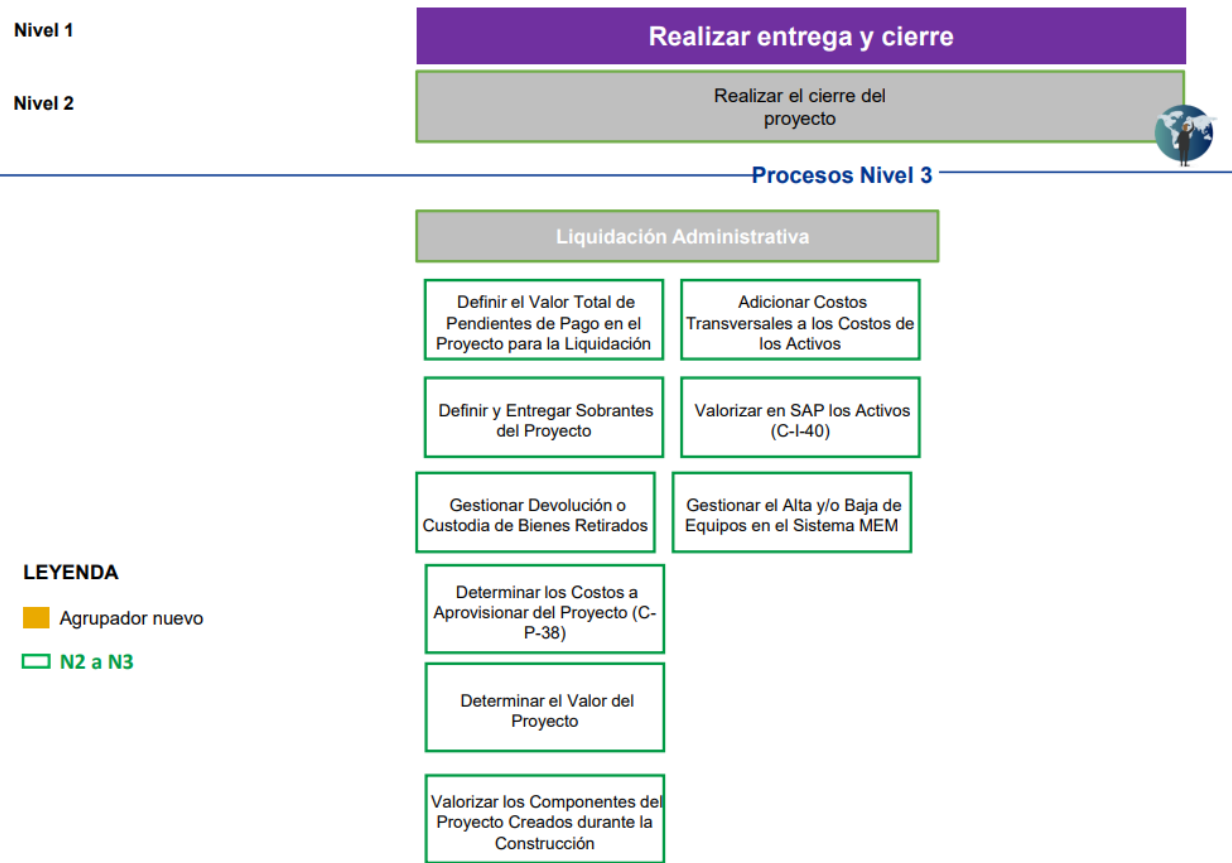 Nivel 1
Realizar entrega y cierre
Nivel 2
Realizar el cierre del
proyecto
Procesos Nivel 3
Liquidación Administrativa
Definir el Valor Total de
Pendientes de Pago en el
Proyecto para la Liquidación
Adicionar Costos
Transversales a los Costos de
los Activos
Definir y Entregar Sobrantes
del Proyecto
Valorizar en SAP los Activos
(C-I-40)
Gestionar Devolución o
Custodia de Bienes Retirados
Gestionar el Alta y/o Baja de
Equipos en el Sistema MEM
Determinar los Costos a
Aprovisionar del Proyecto (C-
P-38)
Determinar el Valor del
Proyecto
Valorizar los Componentes del
Proyecto Creados durante la
Construcción
LEYENDA
Agrupador nuevo
N2 a N3